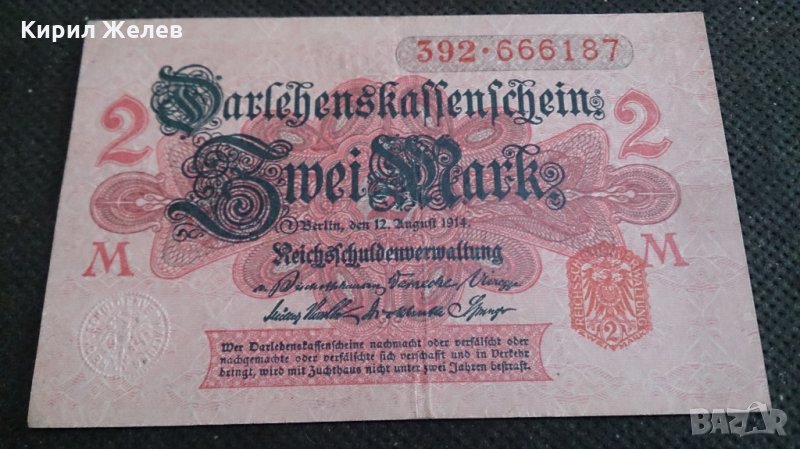 Кирил Желев
392·666187
Darlehenskassenschein
2 2
Zwei Mark
Berlin, den 12. August 1914.
M M
Reichsschuldenverwaltung
2
Wer Darlehenskassenscheine nachmacht oder verfälscht oder
nachgemachte oder verfälschte sich verschafft und in Verkehr
bringt, wird mit Zuchthaus nicht unter zwei Jahren bestraft.
BAZAR